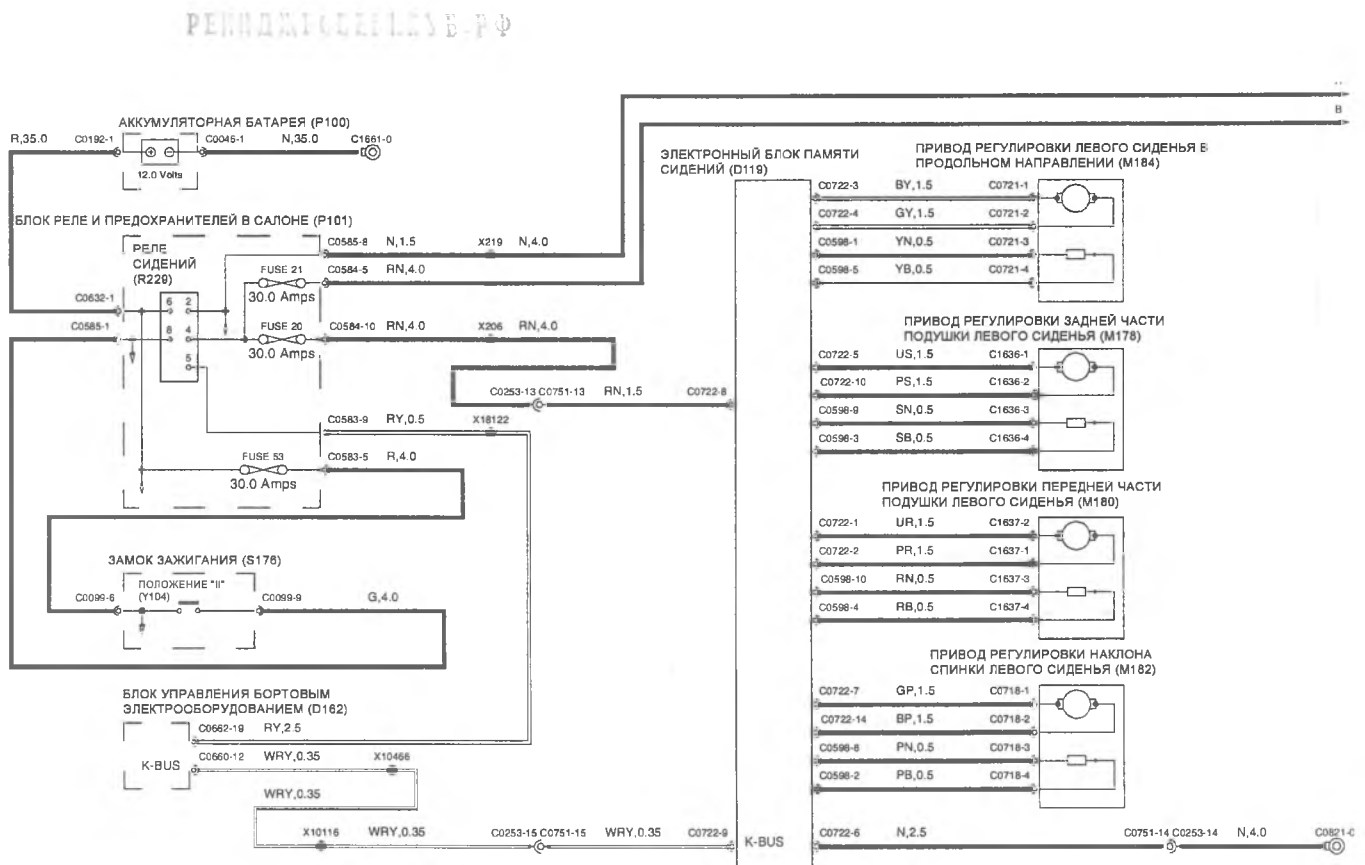 B
АККУМУЛЯТОРНАЯ БАТАРЕЯ (P100)
R,35.0 C0192-1 C0045-1 N,35.0 C1661-0
12.0 Volts
БЛОК РЕЛЕ И ПРЕДОХРАНИТЕЛЕЙ В САЛОНЕ (P101)
РЕЛЕ
СИДЕНИЙ
(R229)
C0632-1
C0585-1
6 2
8 4
5
FUSE 21
30.0 Amps
FUSE 20
30.0 Amps
FUSE 53
30.0 Amps
C0585-8 N,1.5 X219 N,4.0
C0584-5 RN,4.0
C0584-10 RN,4.0 X206 RN,4.0
C0253-13 C0751-13 RN,1.5 C0722-8
C0583-9 RY,0.5 X18122
C0583-5 R,4.0
ЗАМОК ЗАЖИГАНИЯ (S176)
ПОЛОЖЕНИЕ "II"
(Y104)
C0099-6 C0099-9 G,4.0
БЛОК УПРАВЛЕНИЯ БОРТОВЫМ
ЭЛЕКТРООБОРУДОВАНИЕМ (D162)
C0662-19 RY,2.5
K-BUS
C0660-12 WRY,0.35 X10466
WRY,0.35
X10116 WRY,0.35 C0253-15 C0751-15 WRY,0.35 C0722-9
ЭЛЕКТРОННЫЙ БЛОК ПАМЯТИ
СИДЕНИЙ (D119)
K-BUS
ПРИВОД РЕГУЛИРОВКИ ЛЕВОГО СИДЕНЬЯ В
ПРОДОЛЬНОМ НАПРАВЛЕНИИ (M184)
C0722-3 BY,1.5 C0721-1
C0722-4 GY,1.5 C0721-2
C0598-1 YN,0.5 C0721-3
C0598-5 YB,0.5 C0721-4
ПРИВОД РЕГУЛИРОВКИ ЗАДНЕЙ ЧАСТИ
ПОДУШКИ ЛЕВОГО СИДЕНЬЯ (M178)
C0722-5 US,1.5 C1636-1
C0722-10 PS,1.5 C1636-2
C0598-9 SN,0.5 C1636-3
C0598-3 SB,0.5 C1636-4
ПРИВОД РЕГУЛИРОВКИ ПЕРЕДНЕЙ ЧАСТИ
ПОДУШКИ ЛЕВОГО СИДЕНЬЯ (M180)
C0722-1 UR,1.5 C1637-2
C0722-2 PR,1.5 C1637-1
C0598-10 RN,0.5 C1637-3
C0598-4 RB,0.5 C1637-4
ПРИВОД РЕГУЛИРОВКИ НАКЛОНА
СПИНКИ ЛЕВОГО СИДЕНЬЯ (M182)
C0722-7 GP,1.5 C0718-1
C0722-14 BP,1.5 C0718-2
C0598-8 PN,0.5 C0718-3
C0598-2 PB,0.5 C0718-4
C0722-6 N,2.5 C0751-14 C0253-14 N,4.0